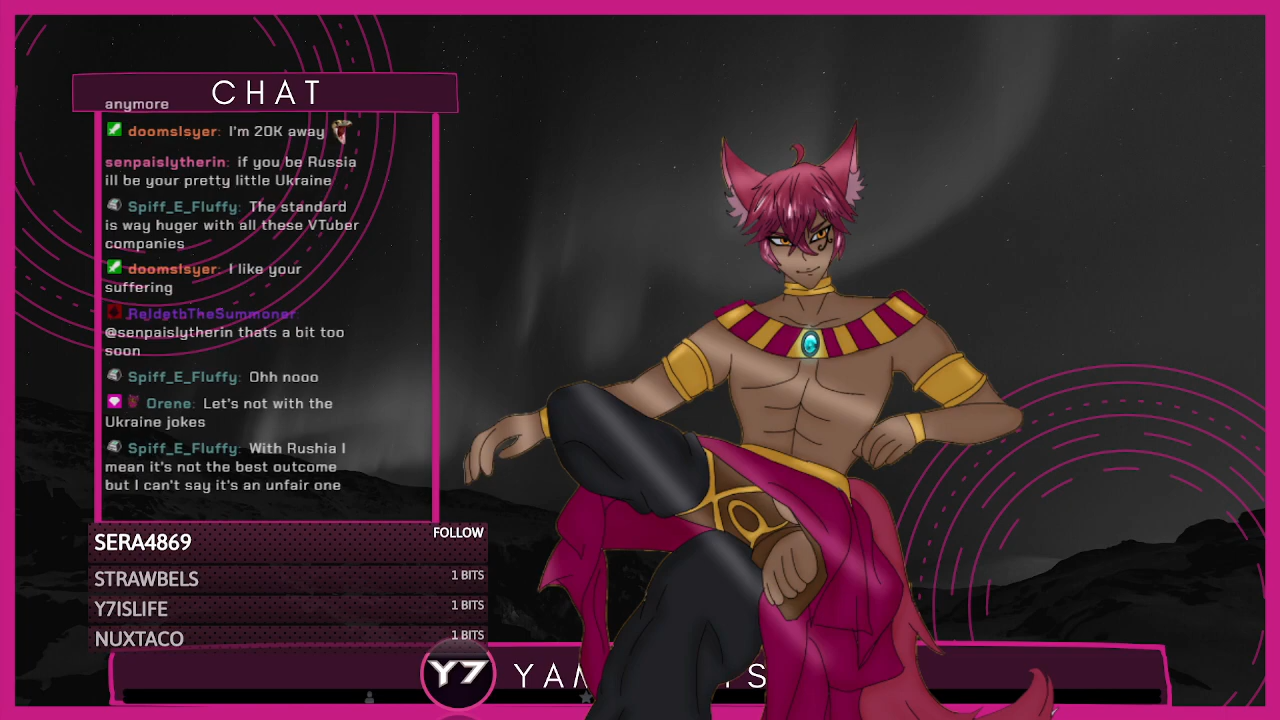 CHAT
anymore
doomslsyer: I'm 20K away
senpaislytherin: if you be Russia
ill be your pretty little Ukraine
Spiff_E_Fluffy: The standard
is way huger with all these VTuber
companies
doomslsyer: I like your
suffering
@senpaislytherin thats a bit too
soon
Spiff_E_Fluffy: Ohh nooo
Orene: Let's not with the
Ukraine jokes
Spiff_E_Fluffy: With Rushia I
mean it's not the best outcome
but I can't say it's an unfair one
SERA4869 FOLLOW
STRAWBELS 1 BITS
Y7ISLIFE 1 BITS
NUXTACO 1 BITS
Y7